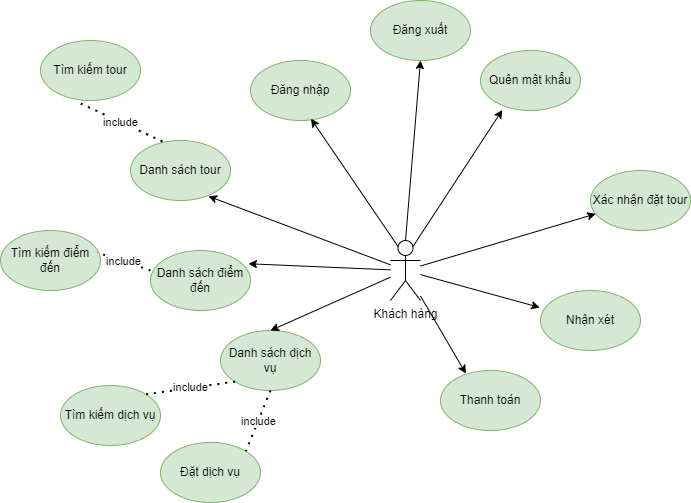 Đăng xuất
Tìm kiếm tour
Đăng nhập
Quên mật khẩu
include
Danh sách tour
Xác nhận đặt tour
Tìm kiếm điểm
đến
include
Danh sách điểm
đến
Khách hàng
Nhận xét
Danh sách dịch
vụ
include
Tìm kiếm dịch vụ
Thanh toán
include
Đặt dịch vụ